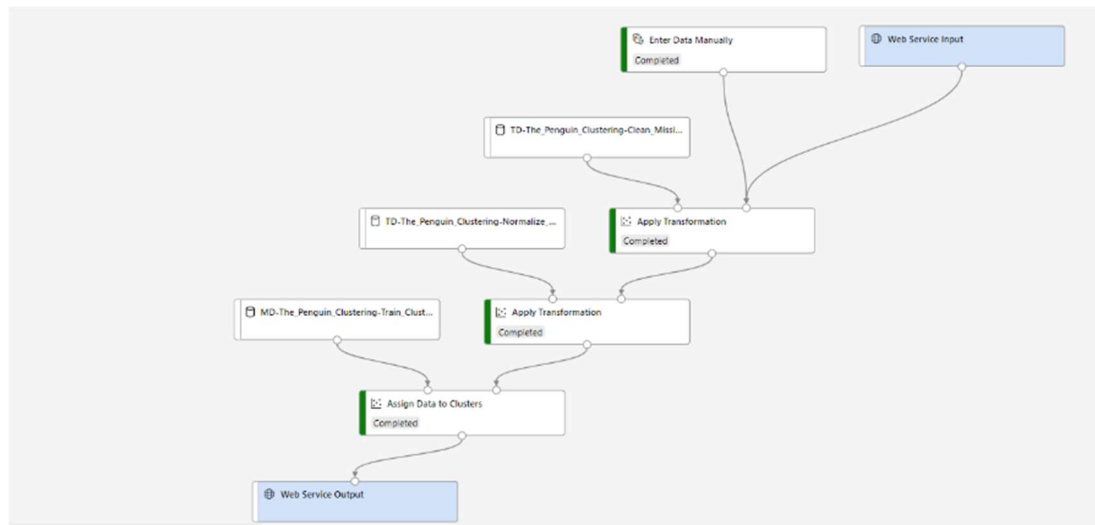 Enter Data Manually
Completed
Web Service Input
TD-The_Penguin_Clustering-Clean_Missi...
TD-The_Penguin_Clustering-Normalize_...
Apply Transformation
Completed
MD-The_Penguin_Clustering-Train_Clust...
Apply Transformation
Completed
Assign Data to Clusters
Completed
Web Service Output